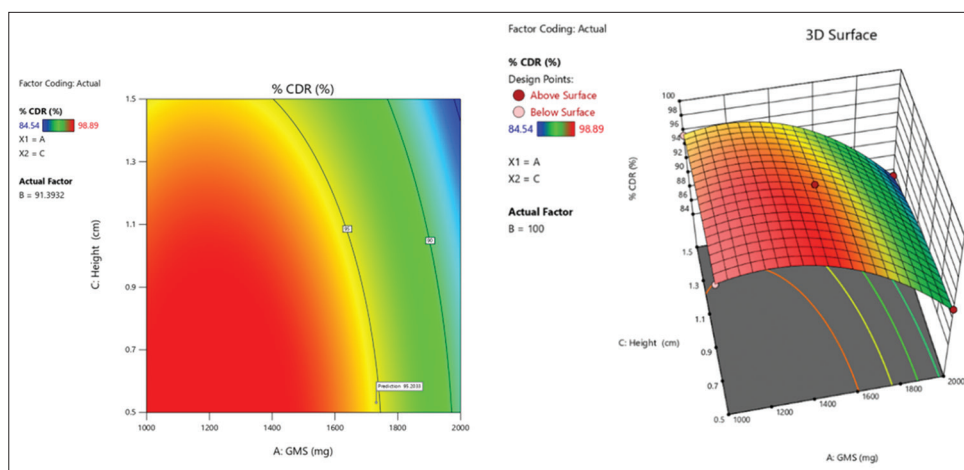 Factor Coding: Actual
% CDR (%)
84.54 98.89
X1 = A
X2 = C
Actual Factor
B = 91.3932
% CDR (%)
1.5
1.3
1.1
0.9
0.7
0.5
C: Height (cm)
95
90
1000 1200 1400 1600 1800 2000
A: GMS (mg)
Factor Coding: Actual
3D Surface
% CDR (%)
Design Points:
Above Surface
Below Surface
84.54 98.89
X1 = A
X2 = C
Actual Factor
B = 100
100
98
96
94
92
90
88
86
84
% CDR (%)
1.5
1.3
1.1
0.9
0.7
0.5
C: Height (cm)
1000
1200
1400
1600
1800
2000
A: GMS (mg)